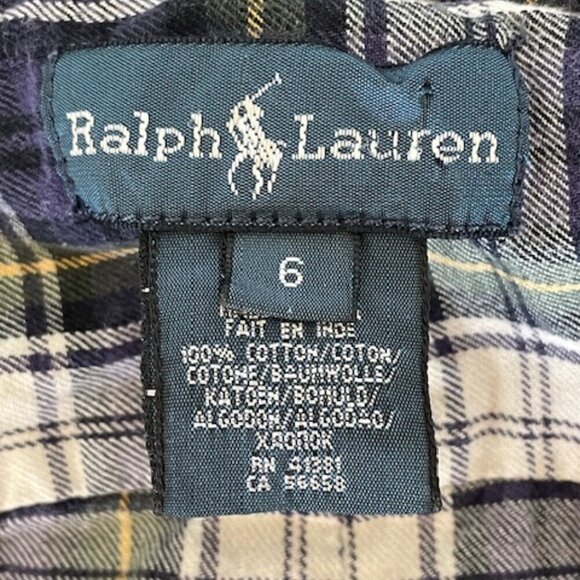 Ralph Lauren
6
FAIT EN INDE
100% COTTON/COTON/
COTONE/BAUMWOLLE/
KATOEN/BOMULD/
ALGODON/ALGODAO/
ΧΛΟΠΟΚ
RN 41381
CA 56658